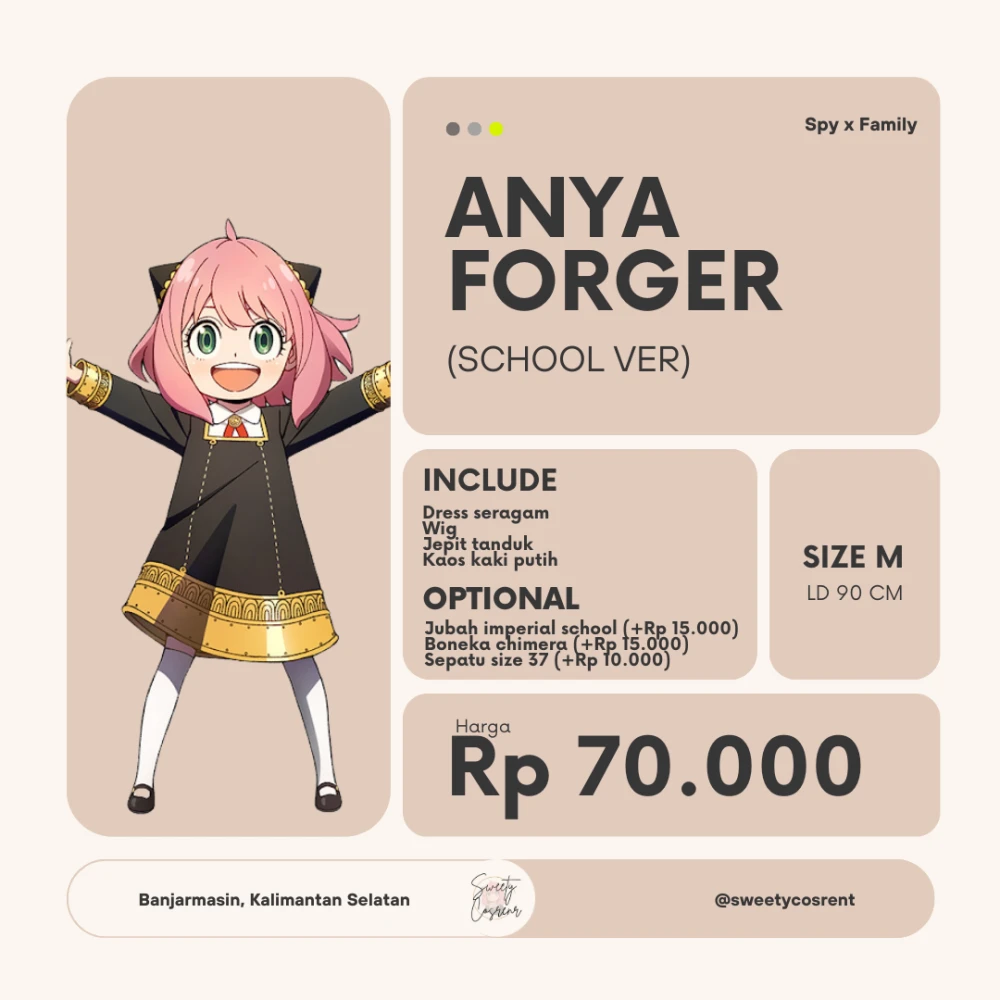 Spy x Family
ANYA
FORGER
(SCHOOL VER)
INCLUDE
Dress seragam
Wig
Jepit tanduk
Kaos kaki putih
OPTIONAL
Jubah imperial school (+Rp 15.000)
Boneka chimera (+Rp 15.000)
Sepatu size 37 (+Rp 10.000)
SIZE M
LD 90 CM
Harga
Rp 70.000
Banjarmasin, Kalimantan Selatan
Sweety
Cosrent
@sweetycosrent